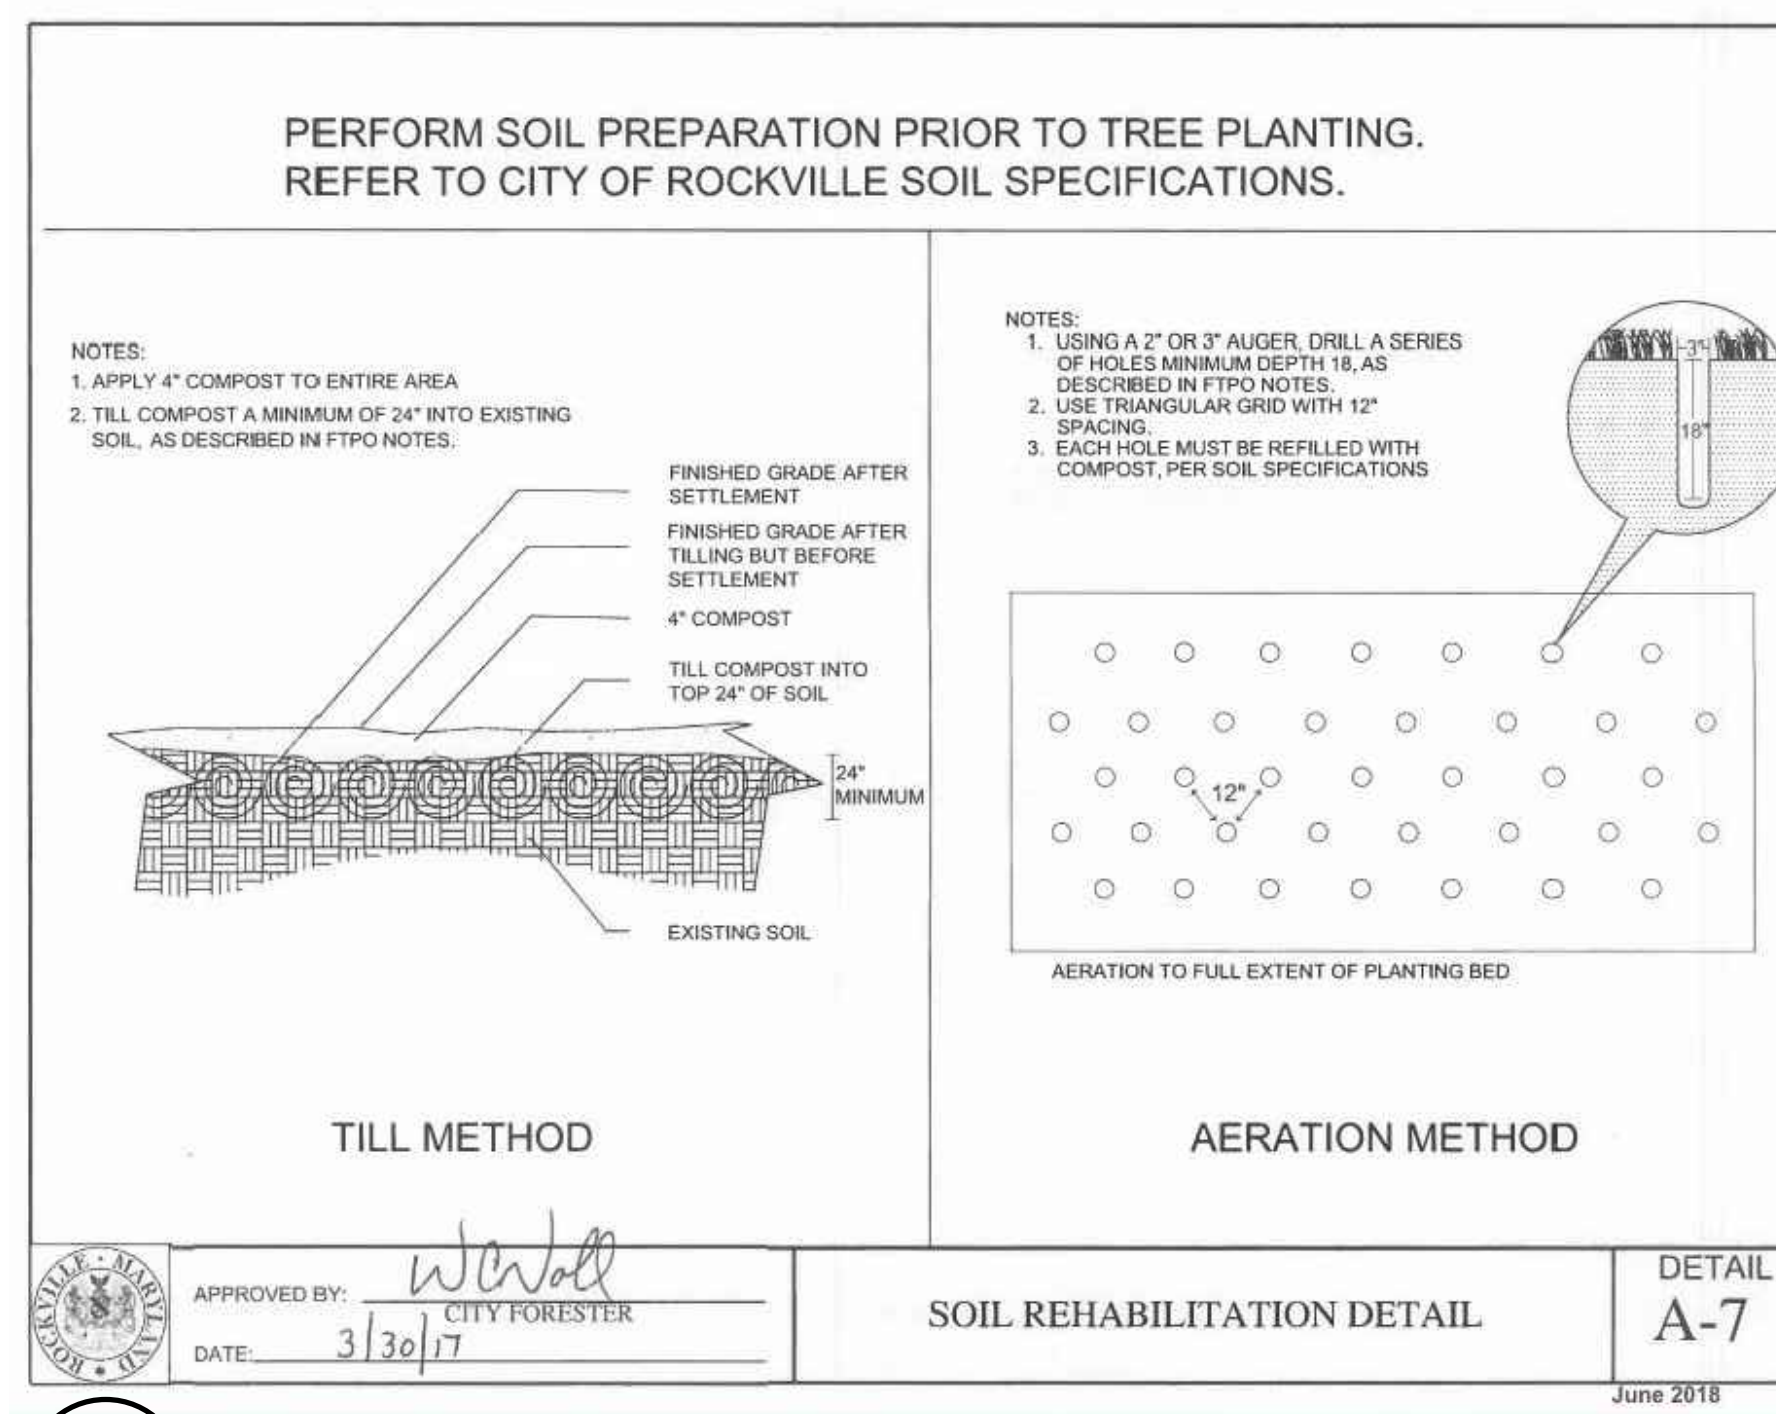 PERFORM SOIL PREPARATION PRIOR TO TREE PLANTING.
REFER TO CITY OF ROCKVILLE SOIL SPECIFICATIONS.
NOTES:
1. APPLY 4" COMPOST TO ENTIRE AREA
2. TILL COMPOST A MINIMUM OF 24" INTO EXISTING
SOIL, AS DESCRIBED IN FTPO NOTES.
FINISHED GRADE AFTER
SETTLEMENT
FINISHED GRADE AFTER
TILLING BUT BEFORE
SETTLEMENT
4" COMPOST
TILL COMPOST INTO
TOP 24" OF SOIL
24"
MINIMUM
EXISTING SOIL
TILL METHOD
NOTES:
1. USING A 2" OR 3" AUGER, DRILL A SERIES
OF HOLES MINIMUM DEPTH 18, AS
DESCRIBED IN FTPO NOTES.
2. USE TRIANGULAR GRID WITH 12"
SPACING.
3. EACH HOLE MUST BE REFILLED WITH
COMPOST, PER SOIL SPECIFICATIONS
3"
18"
12"
AERATION TO FULL EXTENT OF PLANTING BED
AERATION METHOD
ROCKVILLE • MARYLAND
APPROVED BY: WCWall
CITY FORESTER
DATE: 3/30/17
SOIL REHABILITATION DETAIL
DETAIL
A-7
June 2018